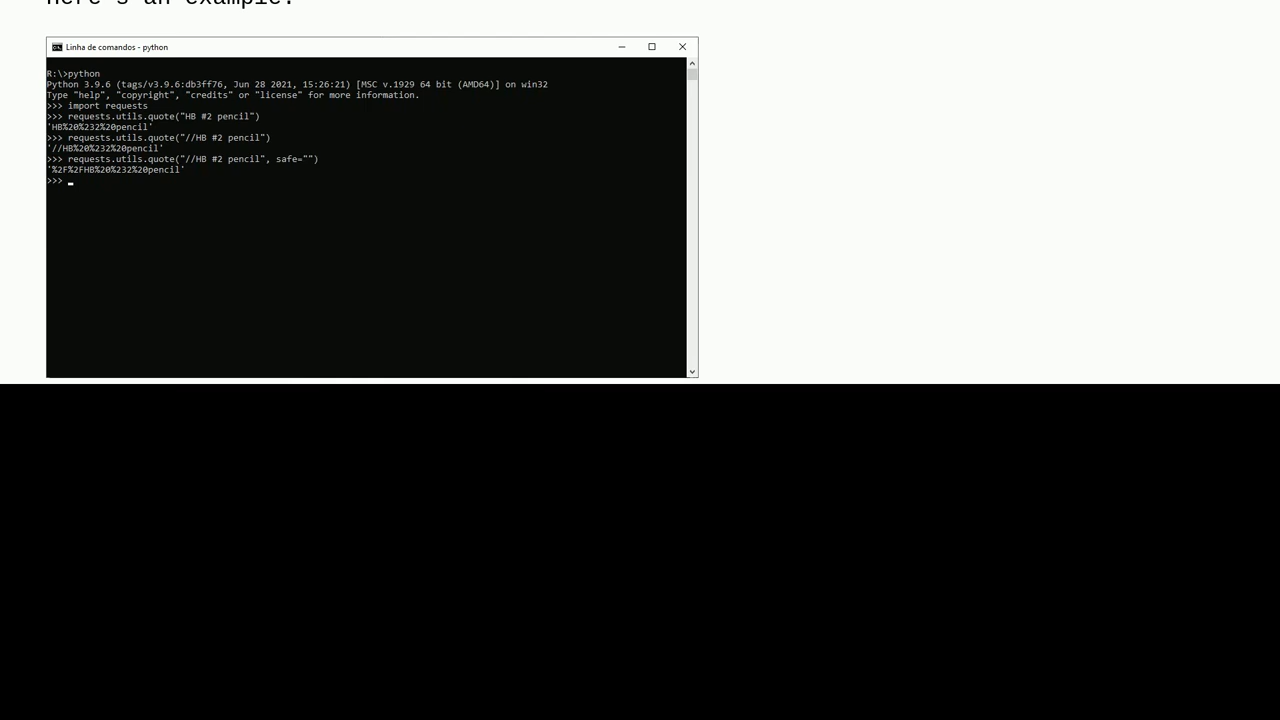 Here's an example:
Linha de comandos - python
R:\>python
Python 3.9.6 (tags/v3.9.6:db3ff76, Jun 28 2021, 15:26:21) [MSC v.1929 64 bit (AMD64)] on win32
Type "help", "copyright", "credits" or "license" for more information.
>>> import requests
>>> requests.utils.quote("HB #2 pencil")
'HB%20%232%20pencil'
>>> requests.utils.quote("//HB #2 pencil")
'//HB%20%232%20pencil'
>>> requests.utils.quote("//HB #2 pencil", safe="")
'%2F%2FHB%20%232%20pencil'
>>>